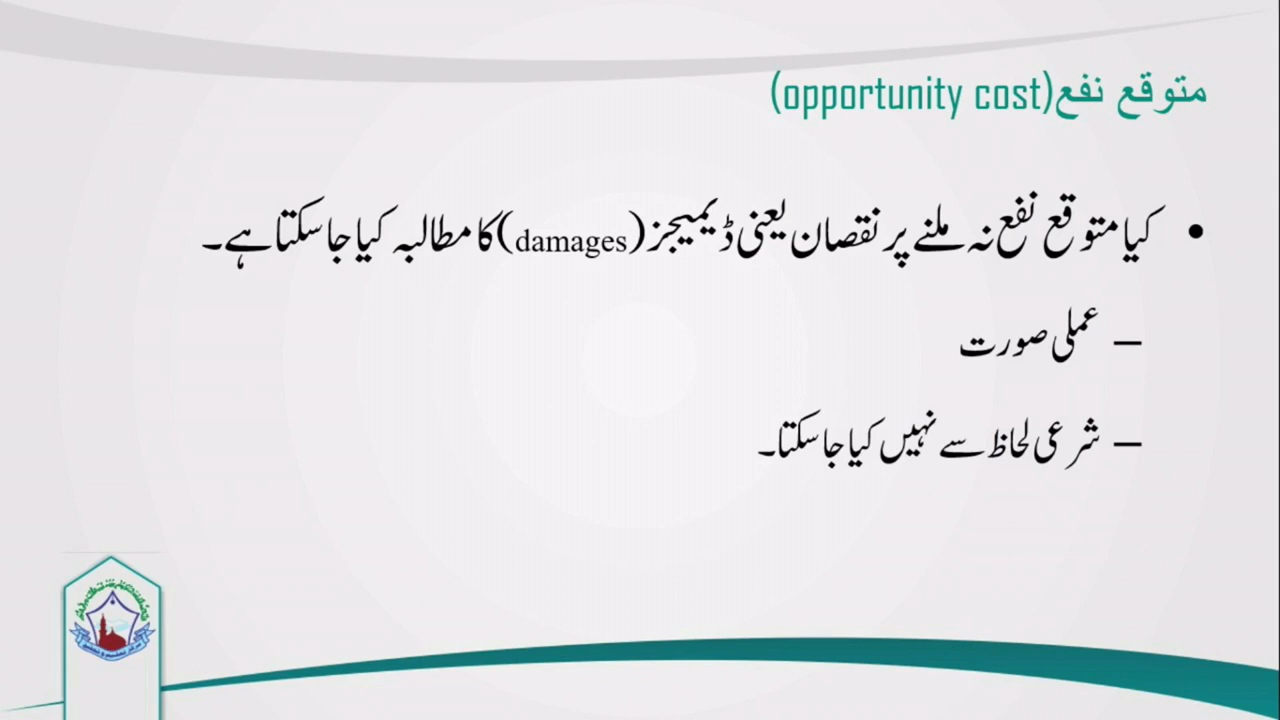 متوقع نفع(opportunity cost)
• کیا متوقع نفع نہ ملنے پر نقصان یعنی ڈیمیجز (damages) کا مطالبہ کیا جا سکتا ہے۔
– عملی صورت
– شرعی لحاظ سے نہیں کیا جا سکتا۔